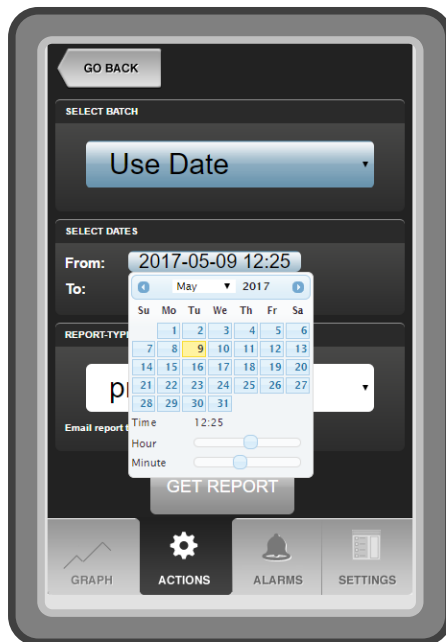 GO BACK
SELECT BATCH
Use Date
SELECT DATES
From: 2017-05-09 12:25
To:
May 2017
Su Mo Tu We Th Fr Sa
1 2 3 4 5 6
7 8 9 10 11 12 13
14 15 16 17 18 19 20
21 22 23 24 25 26 27
28 29 30 31
Time 12:25
Hour
Minute
REPORT-TYP
Email report
GET REPORT
GRAPH ACTIONS ALARMS SETTINGS